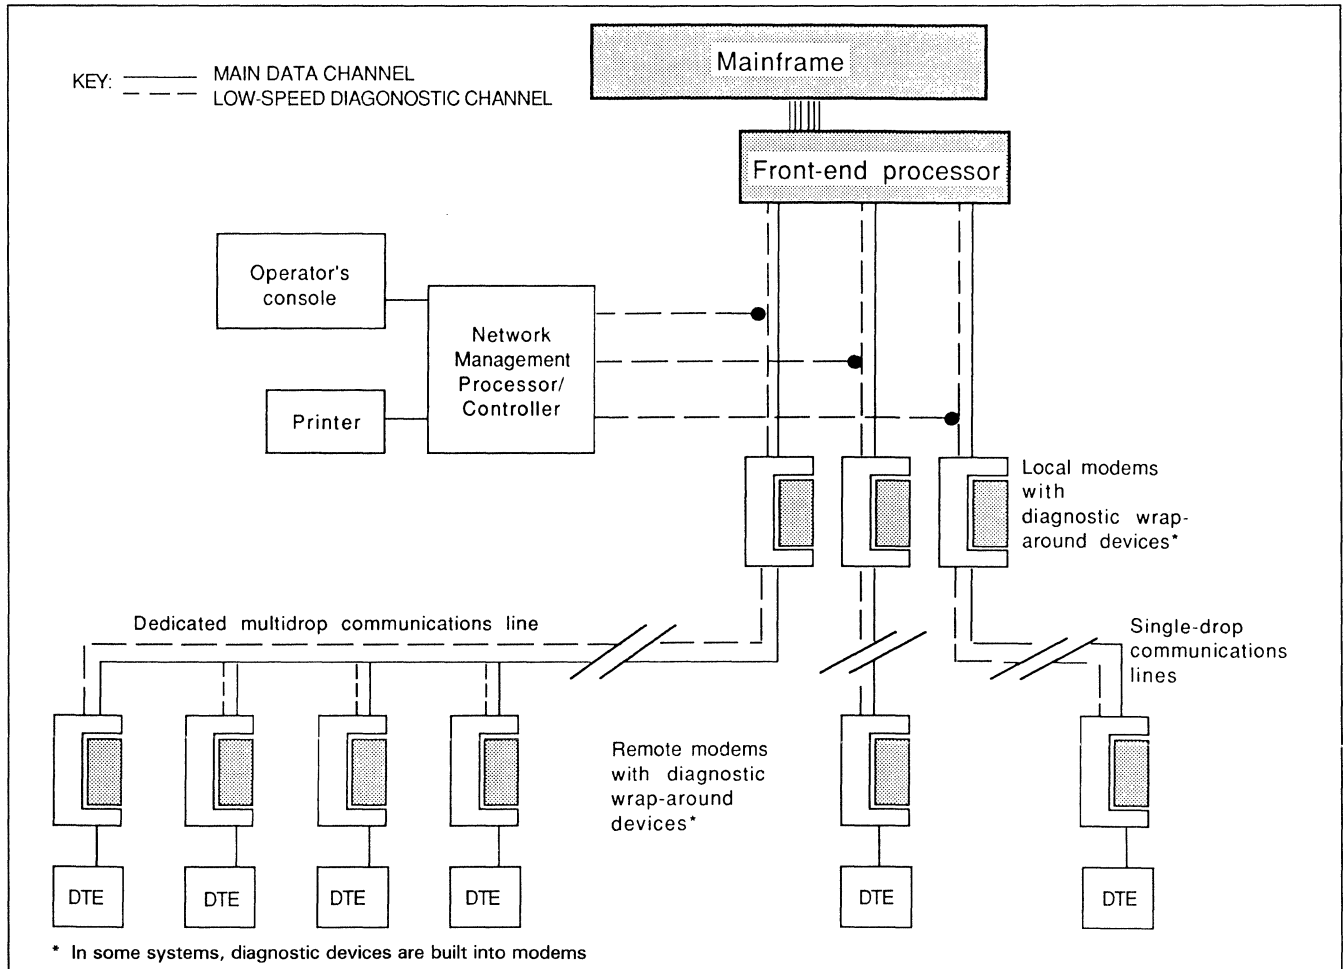 Mainframe
KEY:
MAIN DATA CHANNEL
LOW-SPEED DIAGONOSTIC CHANNEL
Front-end processor
Operator's
console
Network
Management
Processor/
Controller
Printer
Local modems
with
diagnostic wrap-
around devices*
Dedicated multidrop communications line
Single-drop
communications
lines
Remote modems
with diagnostic
wrap-around
devices*
DTE
DTE
DTE
DTE
DTE
DTE
* In some systems, diagnostic devices are built into modems